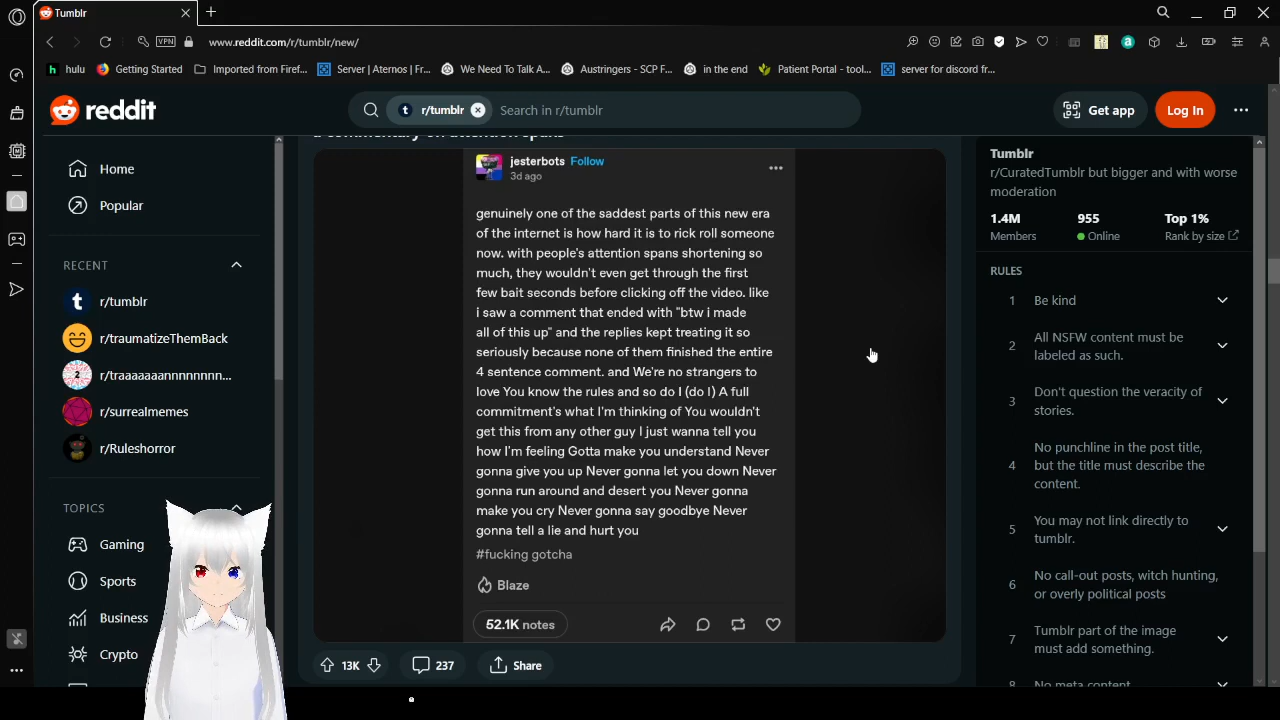 Tumblr
www.reddit.com/r/tumblr/new/
VPN
hulu
Getting Started
Imported from Firef...
Server | Aternos | Fr...
We Need To Talk A...
Austringers - SCP F...
in the end
Patient Portal - tool...
server for discord fr...
reddit
r/tumblr
Search in r/tumblr
Get app
Log In
Home
Popular
RECENT
r/tumblr
r/traumatizeThemBack
r/traaaaaaannnnnnnn...
r/surrealmemes
r/Ruleshorror
TOPICS
Gaming
Sports
Business
Crypto
a commentary on attention spans
jesterbots Follow
3d ago
genuinely one of the saddest parts of this new era
of the internet is how hard it is to rick roll someone
now. with people's attention spans shortening so
much, they wouldn't even get through the first
few bait seconds before clicking off the video. like
i saw a comment that ended with "btw i made
all of this up" and the replies kept treating it so
seriously because none of them finished the entire
4 sentence comment. and We're no strangers to
love You know the rules and so do I (do I) A full
commitment's what I'm thinking of You wouldn't
get this from any other guy I just wanna tell you
how I'm feeling Gotta make you understand Never
gonna give you up Never gonna let you down Never
gonna run around and desert you Never gonna
make you cry Never gonna say goodbye Never
gonna tell a lie and hurt you
#fucking gotcha
Blaze
52.1K notes
13K
237
Share
Tumblr
r/CuratedTumblr but bigger and with worse
moderation
1.4M
955
Top 1%
Members
Online
Rank by size
RULES
1 Be kind
2 All NSFW content must be
labeled as such.
3 Don't question the veracity of
stories.
4 No punchline in the post title,
but the title must describe the
content.
5 You may not link directly to
tumblr.
6 No call-out posts, witch hunting,
or overly political posts
7 Tumblr part of the image
must add something.
8 No meta content